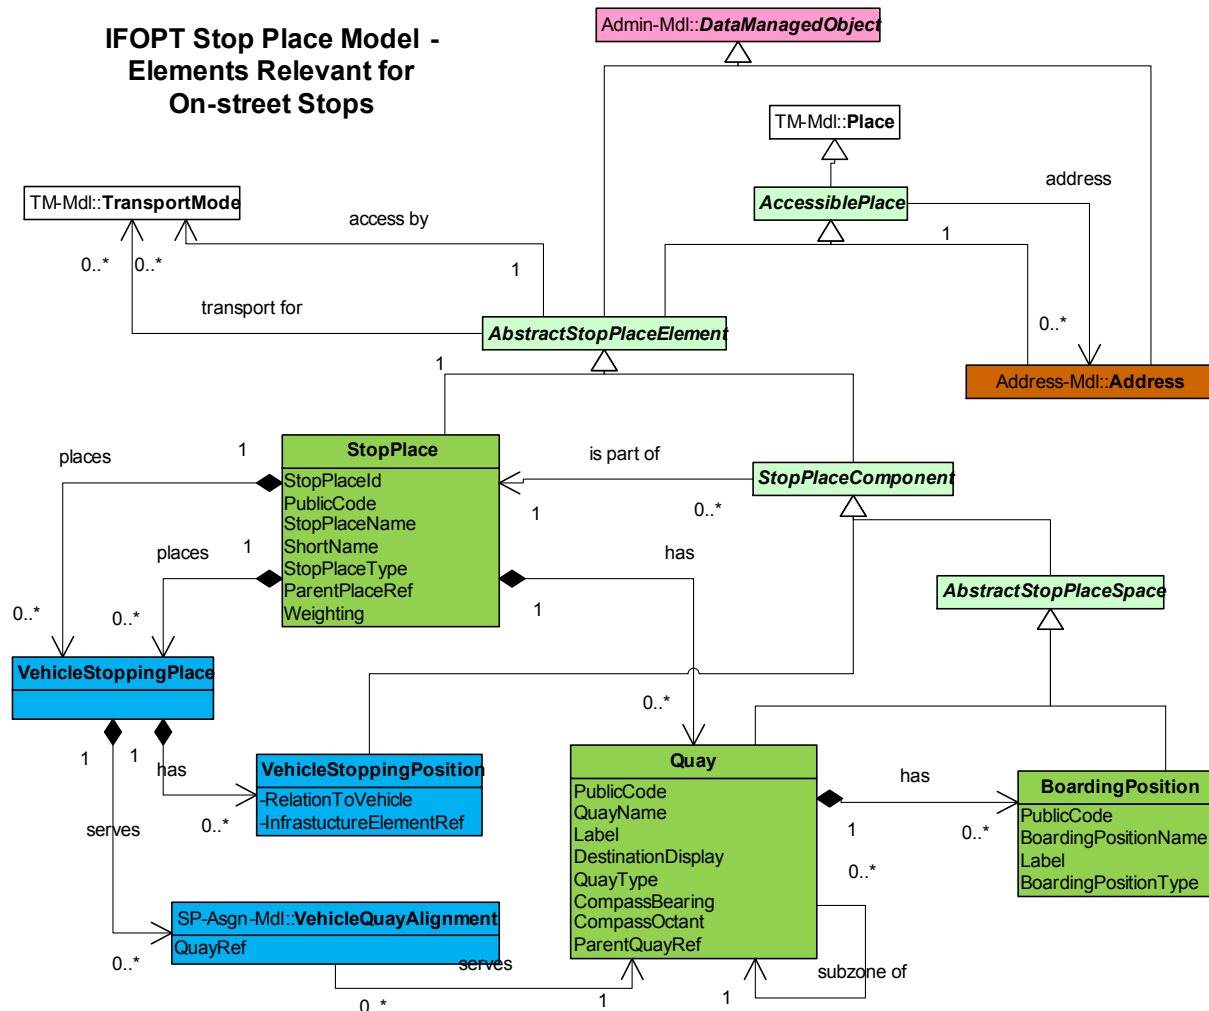 IFOPT Stop Place Model -
Elements Relevant for
On-street Stops
Admin-Mdl::DataManagedObject
TM-Mdl::Place
TM-Mdl::TransportMode
access by
AccessiblePlace
address
1
0..*
0..*
1
transport for
AbstractStopPlaceElement
0..*
1
Address-Mdl::Address
places
1
StopPlace
StopPlaceId
PublicCode
StopPlaceName
ShortName
StopPlaceType
ParentPlaceRef
Weighting
is part of
StopPlaceComponent
1
0..*
places
1
has
1
AbstractStopPlaceSpace
0..*
0..*
VehicleStoppingPlace
0..*
1
1
has
VehicleStoppingPosition
-RelationToVehicle
-InfrastuctureElementRef
0..*
serves
Quay
PublicCode
QuayName
Label
DestinationDisplay
QuayType
CompassBearing
CompassOctant
ParentQuayRef
has
1
0..*
0..*
BoardingPosition
PublicCode
BoardingPositionName
Label
BoardingPositionType
SP-Asgn-Mdl::VehicleQuayAlignment
QuayRef
0..*
serves
0..*
1
1
subzone of